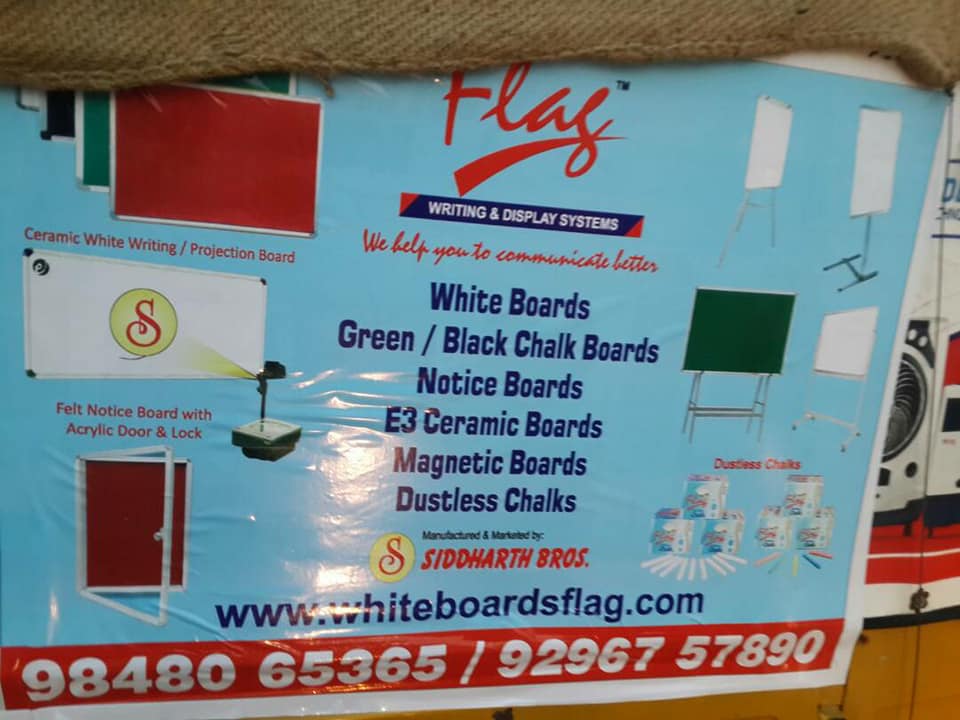 Flag™
WRITING & DISPLAY SYSTEMS
We help you to communicate better
Ceramic White Writing / Projection Board
S
Felt Notice Board with
Acrylic Door & Lock
White Boards
Green / Black Chalk Boards
Notice Boards
E3 Ceramic Boards
Magnetic Boards
Dustless Chalks
Dustless Chalks
Manufactured & Marketed by:
S
SIDDHARTH BROS.
www.whiteboardsflag.com
98480 65365 / 92967 57890